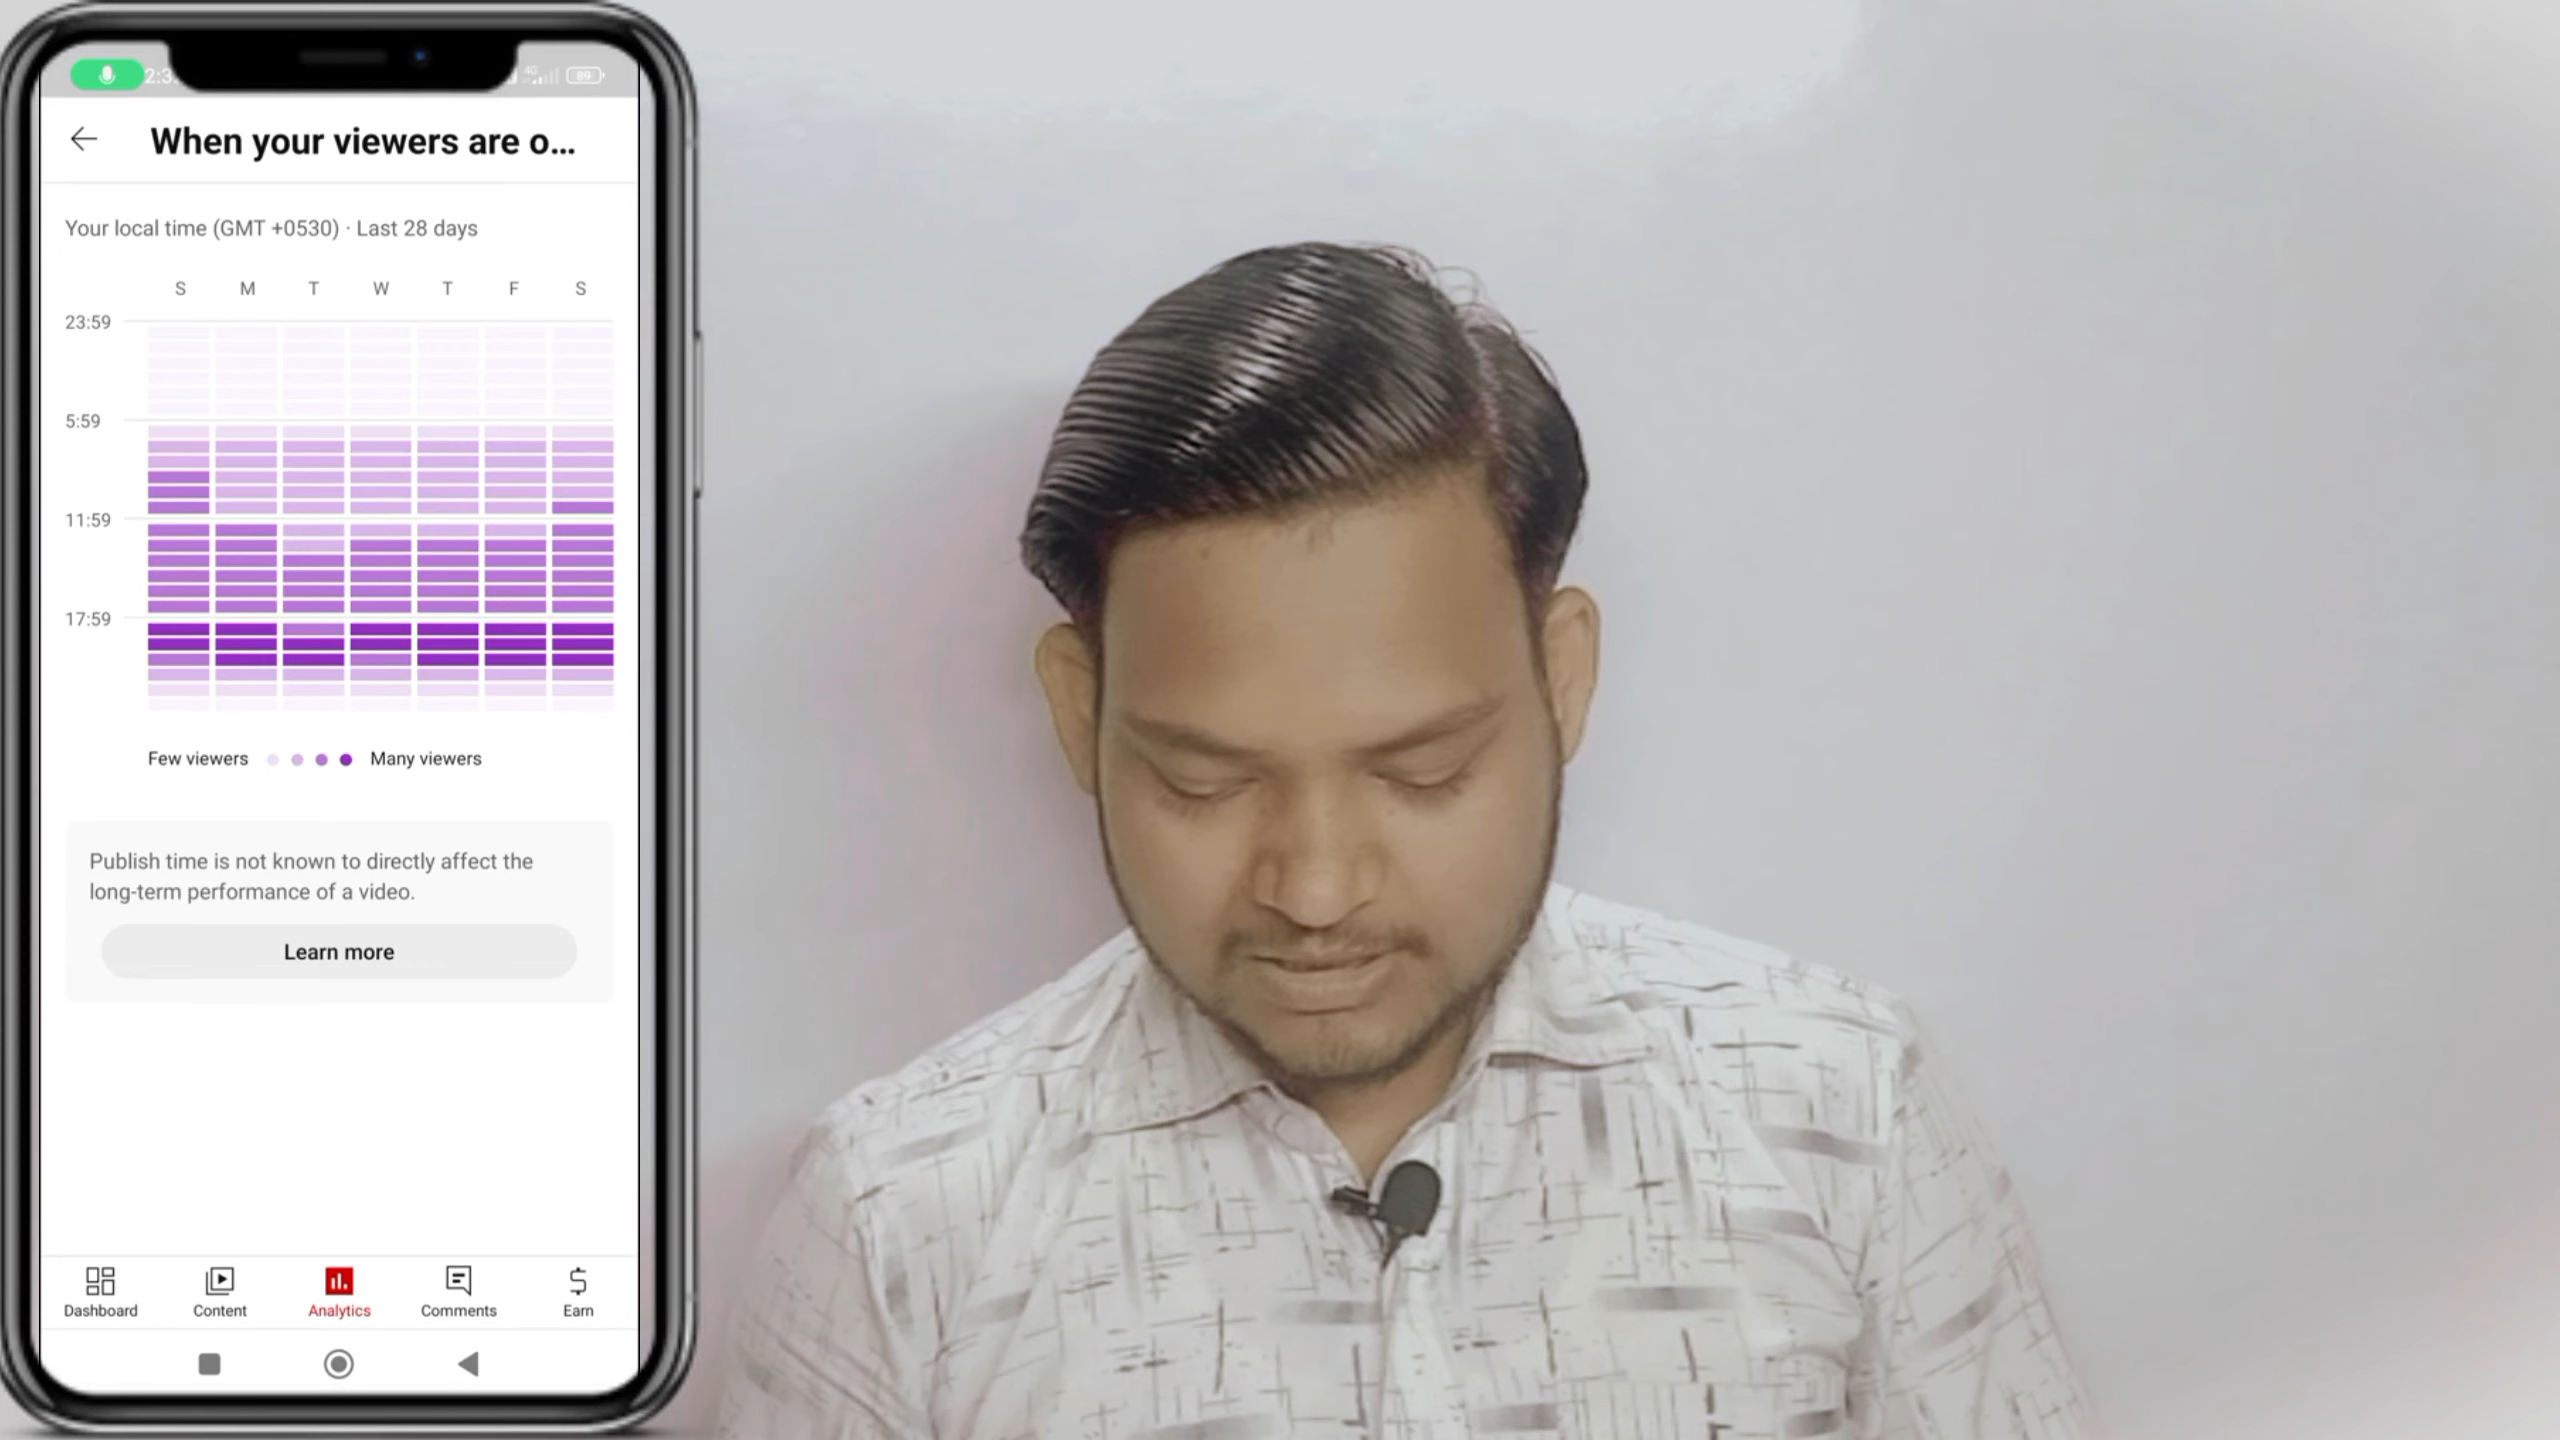 4G
89
When your viewers are o...
Your local time (GMT +0530) · Last 28 days
S M T W T F S
23:59
5:59
11:59
17:59
Few viewers
Many viewers
Publish time is not known to directly affect the
long-term performance of a video.
Learn more
Dashboard Content Analytics Comments Earn